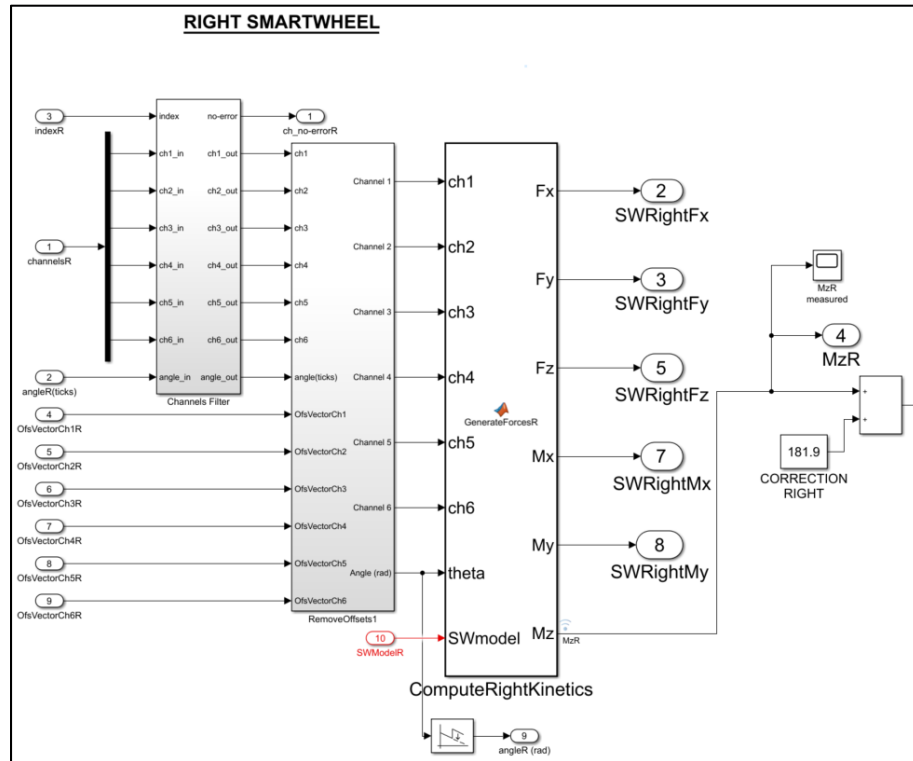 RIGHT SMARTWHEEL
3
indexR
1
channelsR
2
angleR(ticks)
4
OfsVectorCh1R
5
OfsVectorCh2R
6
OfsVectorCh3R
7
OfsVectorCh4R
8
OfsVectorCh5R
9
OfsVectorCh6R
index
no-error
ch1_in
ch1_out
ch2_in
ch2_out
ch3_in
ch3_out
ch4_in
ch4_out
ch5_in
ch5_out
ch6_in
ch6_out
angle_in
angle_out
Channels Filter
1
ch_no-errorR
ch1
ch2
ch3
ch4
ch5
ch6
angle(ticks)
OfsVectorCh1
OfsVectorCh2
OfsVectorCh3
OfsVectorCh4
OfsVectorCh5
OfsVectorCh6
Channel 1
Channel 2
Channel 3
Channel 4
Channel 5
Channel 6
Angle (rad)
RemoveOffsets1
10
SWModelR
ch1
ch2
ch3
ch4
ch5
ch6
theta
SWmodel
GenerateForcesR
Fx
Fy
Fz
Mx
My
Mz
ComputeRightKinetics
MzR
2
SWRightFx
3
SWRightFy
5
SWRightFz
7
SWRightMx
8
SWRightMy
9
angleR (rad)
MzR
measured
4
MzR
181.9
CORRECTION
RIGHT
+
+